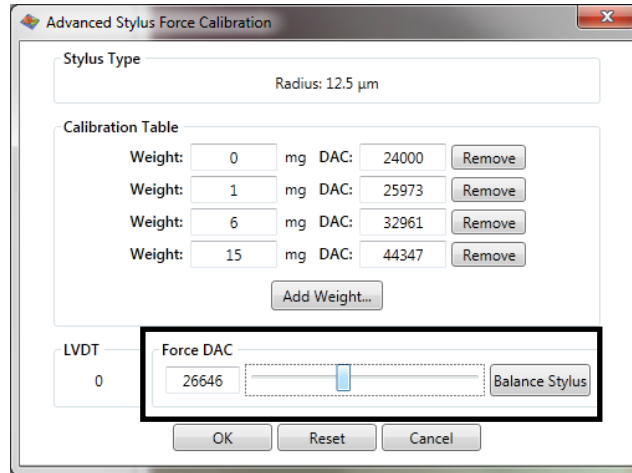 Advanced Stylus Force Calibration
Stylus Type
Radius: 12.5 μm
Calibration Table
Weight: 0 mg DAC: 24000 Remove
Weight: 1 mg DAC: 25973 Remove
Weight: 6 mg DAC: 32961 Remove
Weight: 15 mg DAC: 44347 Remove
Add Weight...
LVDT Force DAC
0 26646 Balance Stylus
OK Reset Cancel